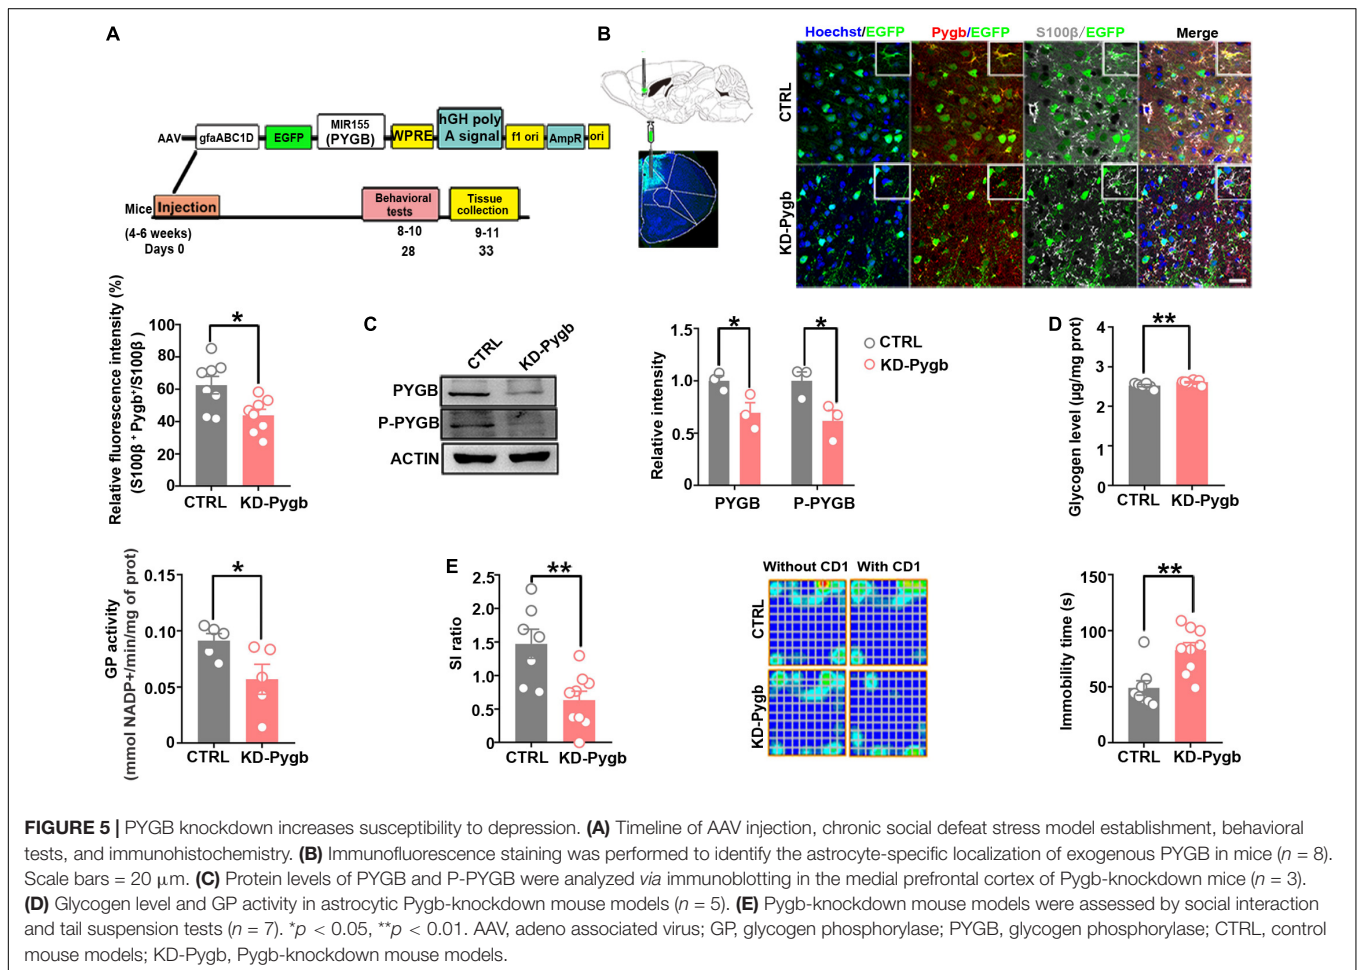 A
AAV
gfaABC1D
EGFP
MIR155
(PYGB)
WPRE
hGH poly
A signal
f1 ori
AmpR
ori
Mice
Injection
Behavioral
tests
Tissue
collection
(4-6 weeks)
8-10
9-11
Days 0
28
33
B
Hoechst/EGFP
Pygb/EGFP
S100β/EGFP
Merge
CTRL
KD-Pygb
Relative fluorescence intensity (%)
(S100β⁺ Pygb⁺/S100β⁺)
100
80
60
40
20
0
*
CTRL
KD-Pygb
C
CTRL
KD-Pygb
PYGB
P-PYGB
ACTIN
Relative intensity
1.5
1.0
0.5
0
*
*
PYGB
P-PYGB
CTRL
KD-Pygb
D
Glycogen level (μg/mg prot)
4
3
2
1
0
**
CTRL
KD-Pygb
GP activity
(mmol NADP+/min/mg of prot)
0.15
0.10
0.05
0
*
CTRL
KD-Pygb
E
SI ratio
2.5
2.0
1.5
1.0
0.5
0
**
CTRL
KD-Pygb
Without CD1
With CD1
CTRL
KD-Pygb
Immobility time (s)
150
100
50
0
**
CTRL
KD-Pygb
FIGURE 5 | PYGB knockdown increases susceptibility to depression. (A) Timeline of AAV injection, chronic social defeat stress model establishment, behavioral
tests, and immunohistochemistry. (B) Immunofluorescence staining was performed to identify the astrocyte-specific localization of exogenous PYGB in mice (n = 8).
Scale bars = 20 μm. (C) Protein levels of PYGB and P-PYGB were analyzed via immunoblotting in the medial prefrontal cortex of Pygb-knockdown mice (n = 3).
(D) Glycogen level and GP activity in astrocytic Pygb-knockdown mouse models (n = 5). (E) Pygb-knockdown mouse models were assessed by social interaction
and tail suspension tests (n = 7). *p < 0.05, **p < 0.01. AAV, adeno associated virus; GP, glycogen phosphorylase; PYGB, glycogen phosphorylase; CTRL, control
mouse models; KD-Pygb, Pygb-knockdown mouse models.